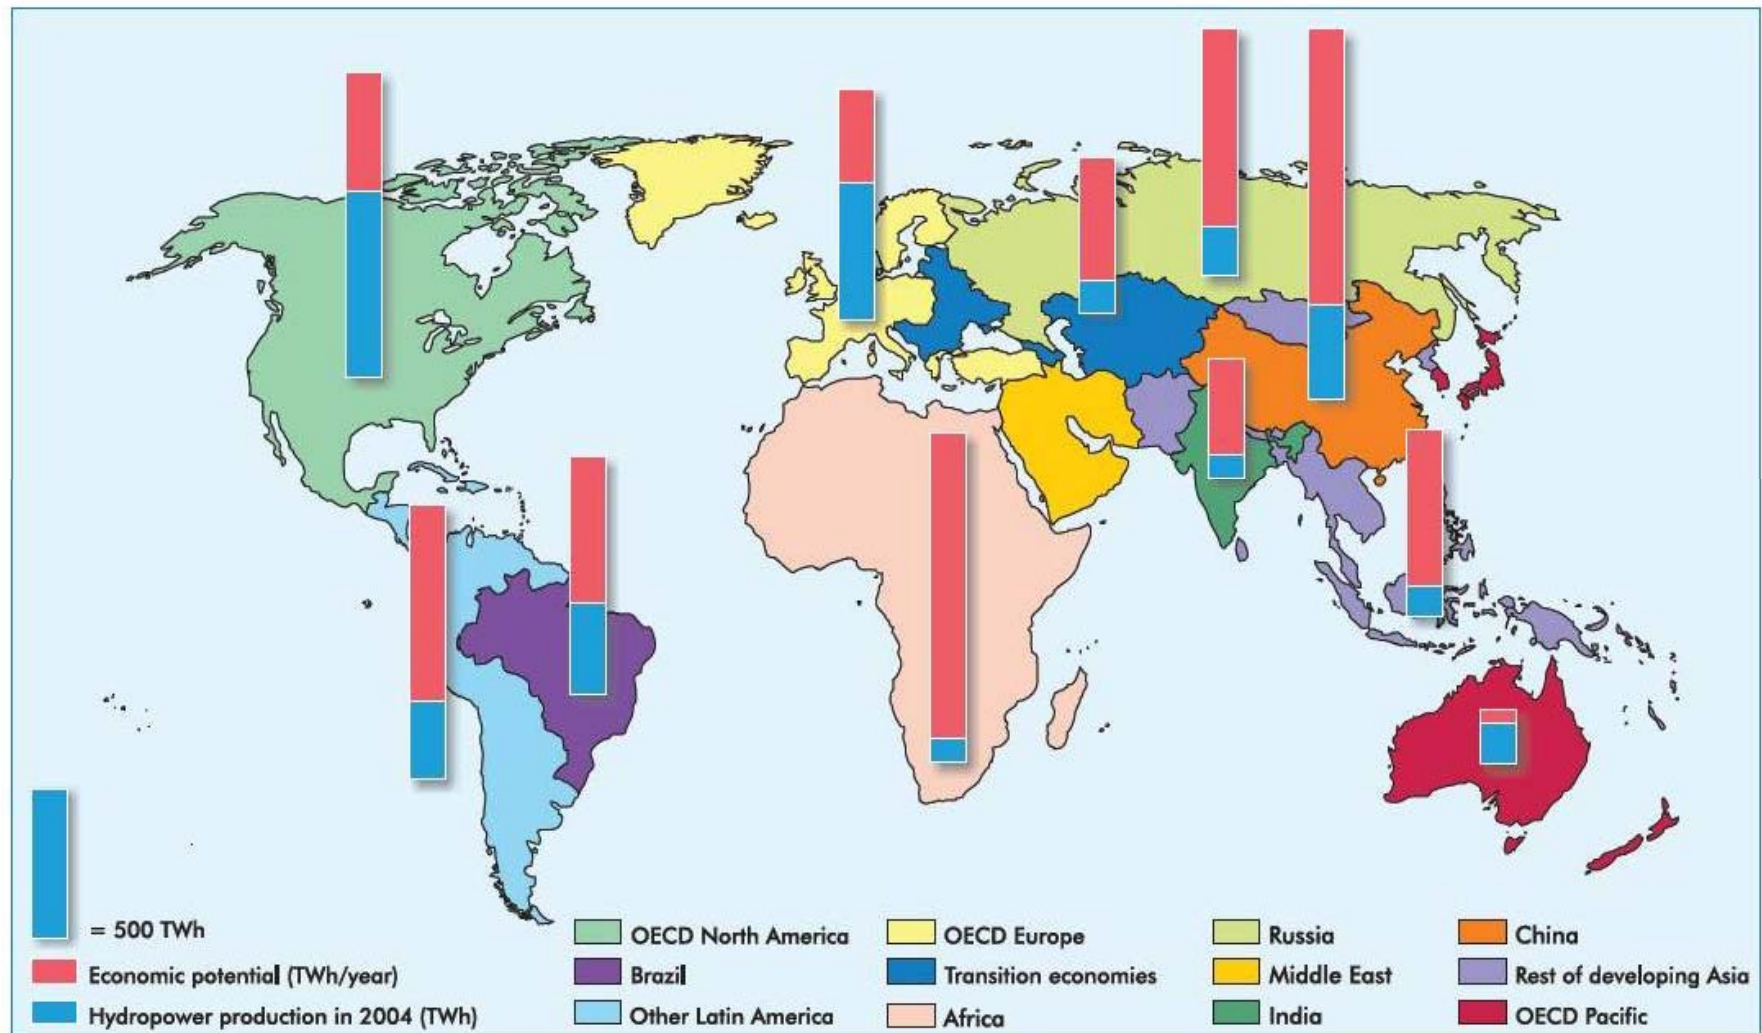 = 500 TWh
Economic potential (TWh/year)
Hydropower production in 2004 (TWh)
OECD North America
Brazil
Other Latin America
OECD Europe
Transition economies
Africa
Russia
Middle East
India
China
Rest of developing Asia
OECD Pacific